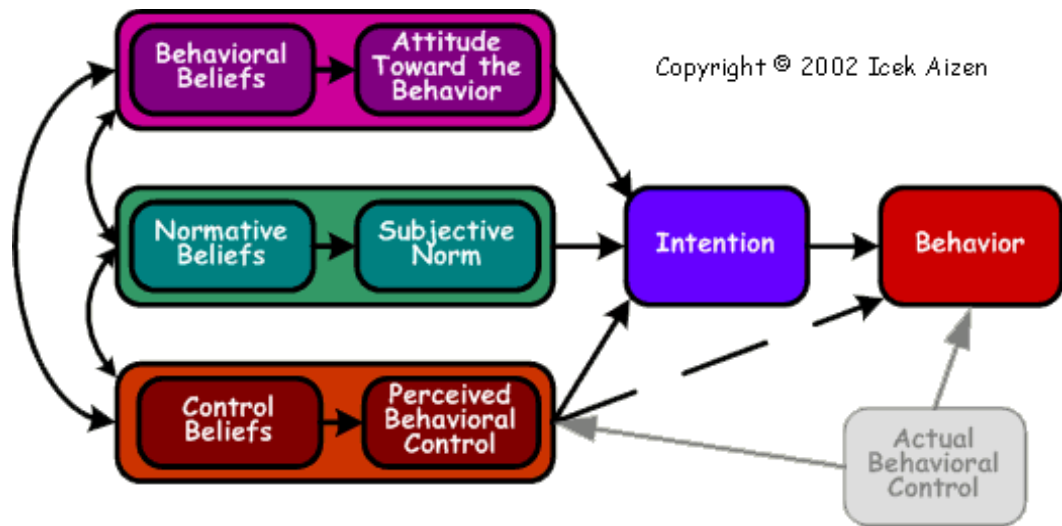 Behavioral
Beliefs
Attitude
Toward the
Behavior
Copyright © 2002 Icek Aizen
Normative
Beliefs
Subjective
Norm
Intention
Behavior
Control
Beliefs
Perceived
Behavioral
Control
Actual
Behavioral
Control